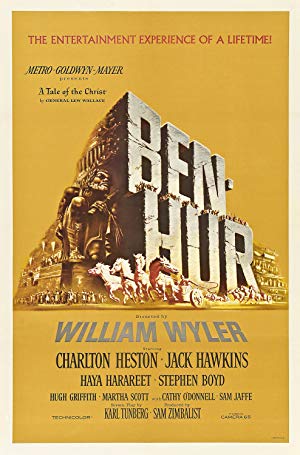 THE ENTERTAINMENT EXPERIENCE OF A LIFETIME!
METRO-GOLDWYN-MAYER
presents
A Tale of the Christ
by GENERAL LEW WALLACE
BEN-
HUR
Directed by
WILLIAM WYLER
Starring
CHARLTON HESTON · JACK HAWKINS
HAYA HARAREET · STEPHEN BOYD
HUGH GRIFFITH · MARTHA SCOTT with CATHY O'DONNELL · SAM JAFFE
Screen Play by Produced by
TECHNICOLOR KARL TUNBERG · SAM ZIMBALIST CAMERA 65